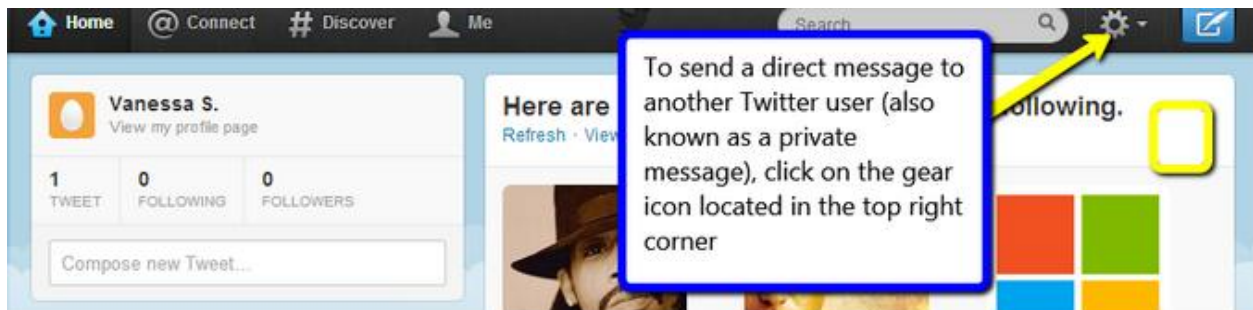 Home @ Connect # Discover Me Search
Vanessa S.
View my profile page
1 0 0
TWEET FOLLOWING FOLLOWERS
Compose new Tweet...
Here are following.
Refresh · View
To send a direct message to
another Twitter user (also
known as a private
message), click on the gear
icon located in the top right
corner